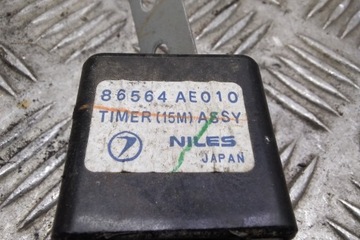 86564 AE010
TIMER (15M) ASSY
NILES
JAPAN